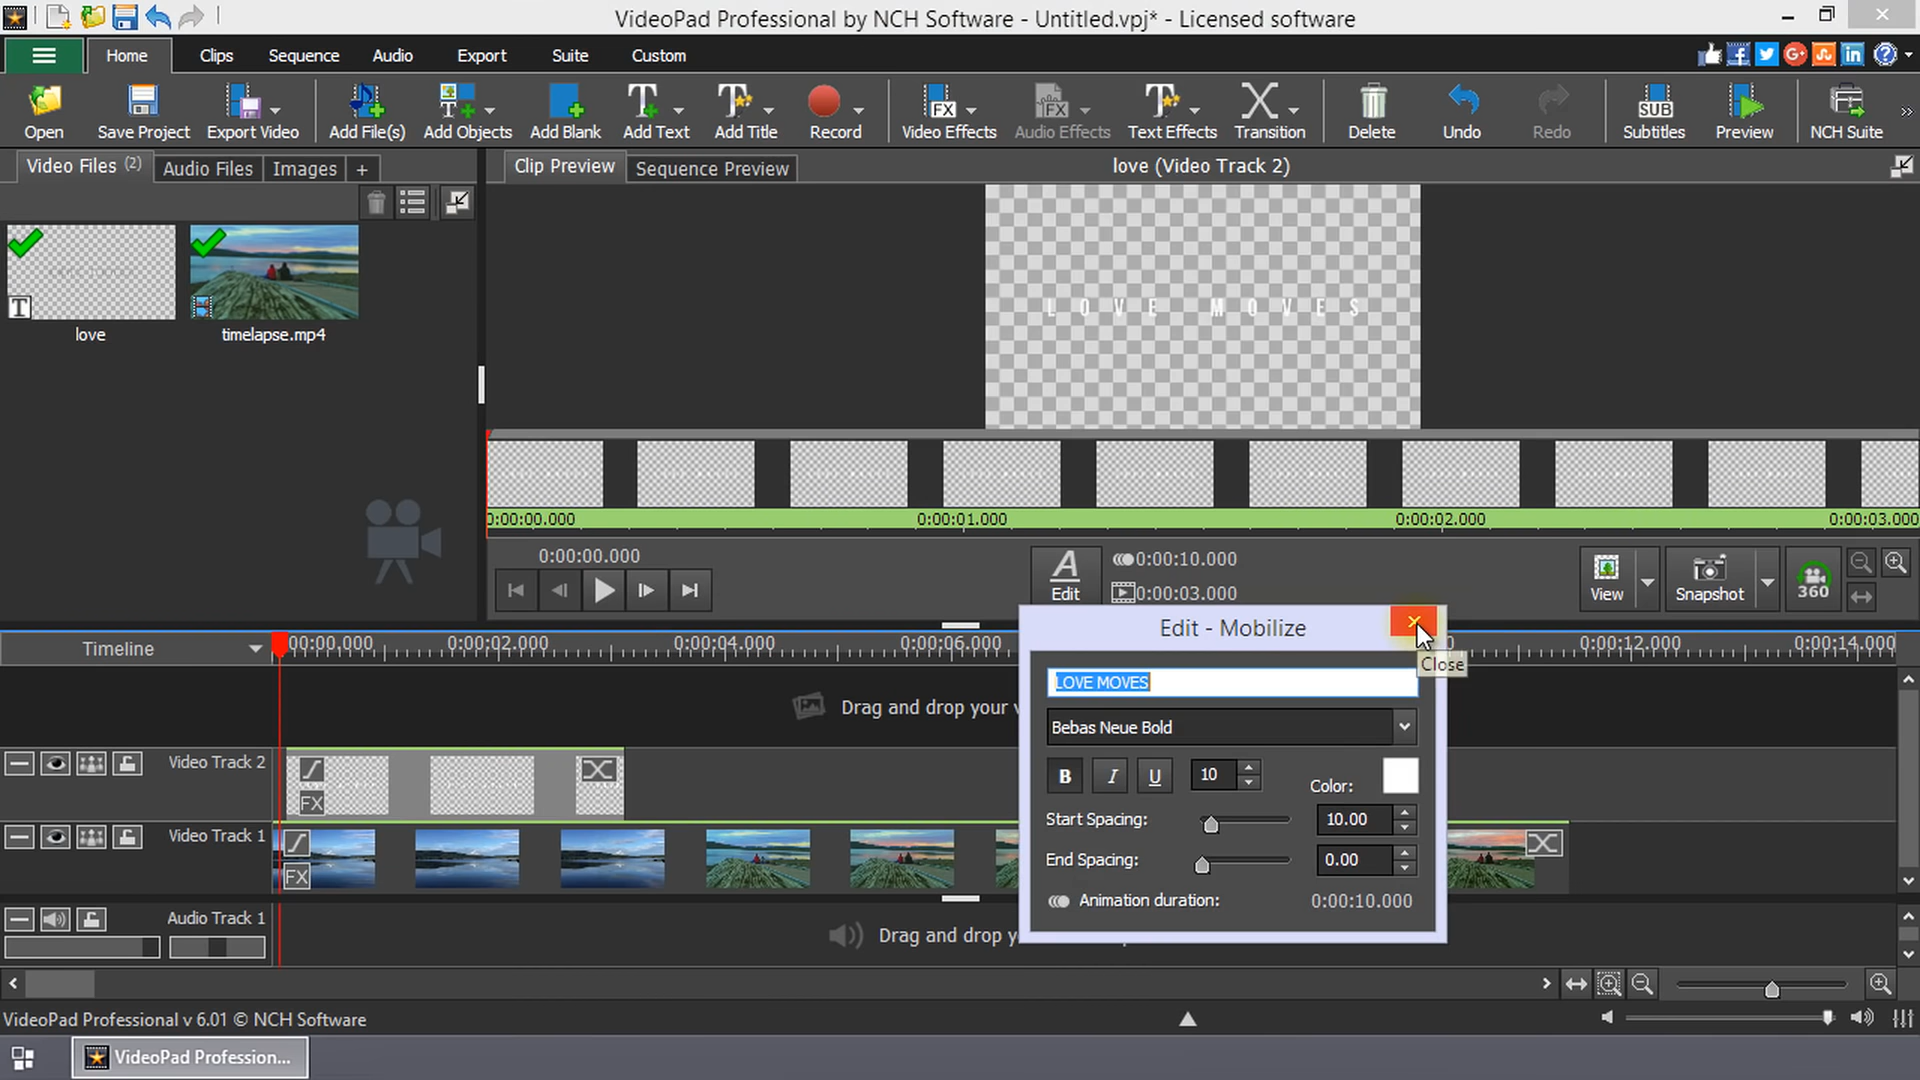 VideoPad Professional by NCH Software - Untitled.vpj* - Licensed software
Home Clips Sequence Audio Export Suite Custom
Open Save Project Export Video Add File(s) Add Objects Add Blank Add Text Add Title Record Video Effects Audio Effects Text Effects Transition Delete Undo Redo Subtitles Preview NCH Suite
SUB
Video Files (2) Audio Files Images + Clip Preview Sequence Preview love (Video Track 2)
love timelapse.mp4
LOVE MOVES
0:00:00.000 0:00:01.000 0:00:02.000 0:00:03.000
0:00:00.000 0:00:10.000
Edit 0:00:03.000 View Snapshot 360
Edit - Mobilize
Close
Timeline 00:00.000 0:00:02.000 0:00:04.000 0:00:06.000 0:00:12.000 0:00:14.000
LOVE MOVES
Drag and drop your v
Bebas Neue Bold
Video Track 2
FX
B I U 10 Color:
Start Spacing: 10.00
Video Track 1
FX
End Spacing: 0.00
Animation duration: 0:00:10.000
Audio Track 1
Drag and drop y
VideoPad Professional v 6.01 © NCH Software
VideoPad Profession...